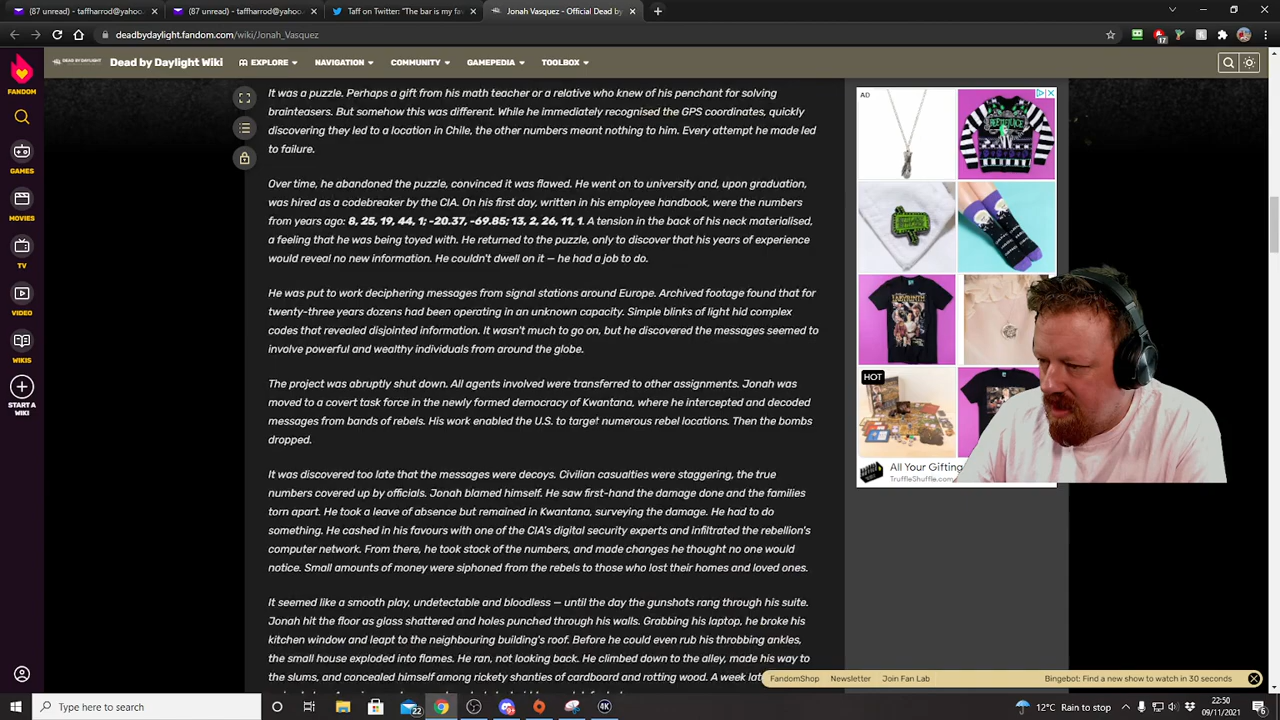 (87 unread) - taffharrod@yahoo.c
(87 unread) - taffharrod@yahoo.c
Taff on Twitter "The bar is my fa
Jonah Vasquez - Official Dead by
deadbydaylight.fandom.com/wiki/Jonah_Vasquez
17
DEAD BY DAYLIGHT
Dead by Daylight Wiki
EXPLORE
NAVIGATION
COMMUNITY
GAMEPEDIA
TOOLBOX
FANDOM
GAMES
MOVIES
TV
VIDEO
WIKIS
START A
WIKI
It was a puzzle. Perhaps a gift from his math teacher or a relative who knew of his penchant for solving
brainteasers. But somehow this was different. While he immediately recognised the GPS coordinates, quickly
discovering they led to a location in Chile, the other numbers meant nothing to him. Every attempt he made led
to failure.
Over time, he abandoned the puzzle, convinced it was flawed. He went on to university and, upon graduation,
was hired as a codebreaker by the CIA. On his first day, written in his employee handbook, were the numbers
from years ago: 8, 25, 19, 44, 1; -20.37, -69.85; 13, 2, 26, 11, 1. A tension in the back of his neck materialised,
a feeling that he was being toyed with. He returned to the puzzle, only to discover that his years of experience
would reveal no new information. He couldn't dwell on it — he had a job to do.
He was put to work deciphering messages from signal stations around Europe. Archived footage found that for
twenty-three years dozens had been operating in an unknown capacity. Simple blinks of light hid complex
codes that revealed disjointed information. It wasn't much to go on, but he discovered the messages seemed to
involve powerful and wealthy individuals from around the globe.
The project was abruptly shut down. All agents involved were transferred to other assignments. Jonah was
moved to a covert task force in the newly formed democracy of Kwantana, where he intercepted and decoded
messages from bands of rebels. His work enabled the U.S. to target numerous rebel locations. Then the bombs
dropped.
It was discovered too late that the messages were decoys. Civilian casualties were staggering, the true
numbers covered up by officials. Jonah blamed himself. He saw first-hand the damage done and the families
torn apart. He took a leave of absence but remained in Kwantana, surveying the damage. He had to do
something. He cashed in his favours with one of the CIA's digital security experts and infiltrated the rebellion's
computer network. From there, he took stock of the numbers, and made changes he thought no one would
notice. Small amounts of money were siphoned from the rebels to those who lost their homes and loved ones.
It seemed like a smooth play, undetectable and bloodless — until the day the gunshots rang through his suite.
Jonah hit the floor as glass shattered and holes punched through his walls. Grabbing his laptop, he broke his
kitchen window and leapt to the neighbouring building's roof. Before he could even rub his throbbing ankles,
the small house exploded into flames. He ran, not looking back. He climbed down to the alley, made his way to
the slums, and concealed himself among rickety shanties of cardboard and rotting wood. A week lat
AD
BEETLEJUICE
LABYRINTH
HOT
All Your Gifting
TruffleShuffle.com
FandomShop
Newsletter
Join Fan Lab
Bingebot: Find a new show to watch in 30 seconds
Type here to search
22
4K
12°C Rain to stop
22:50
09/11/2021
6